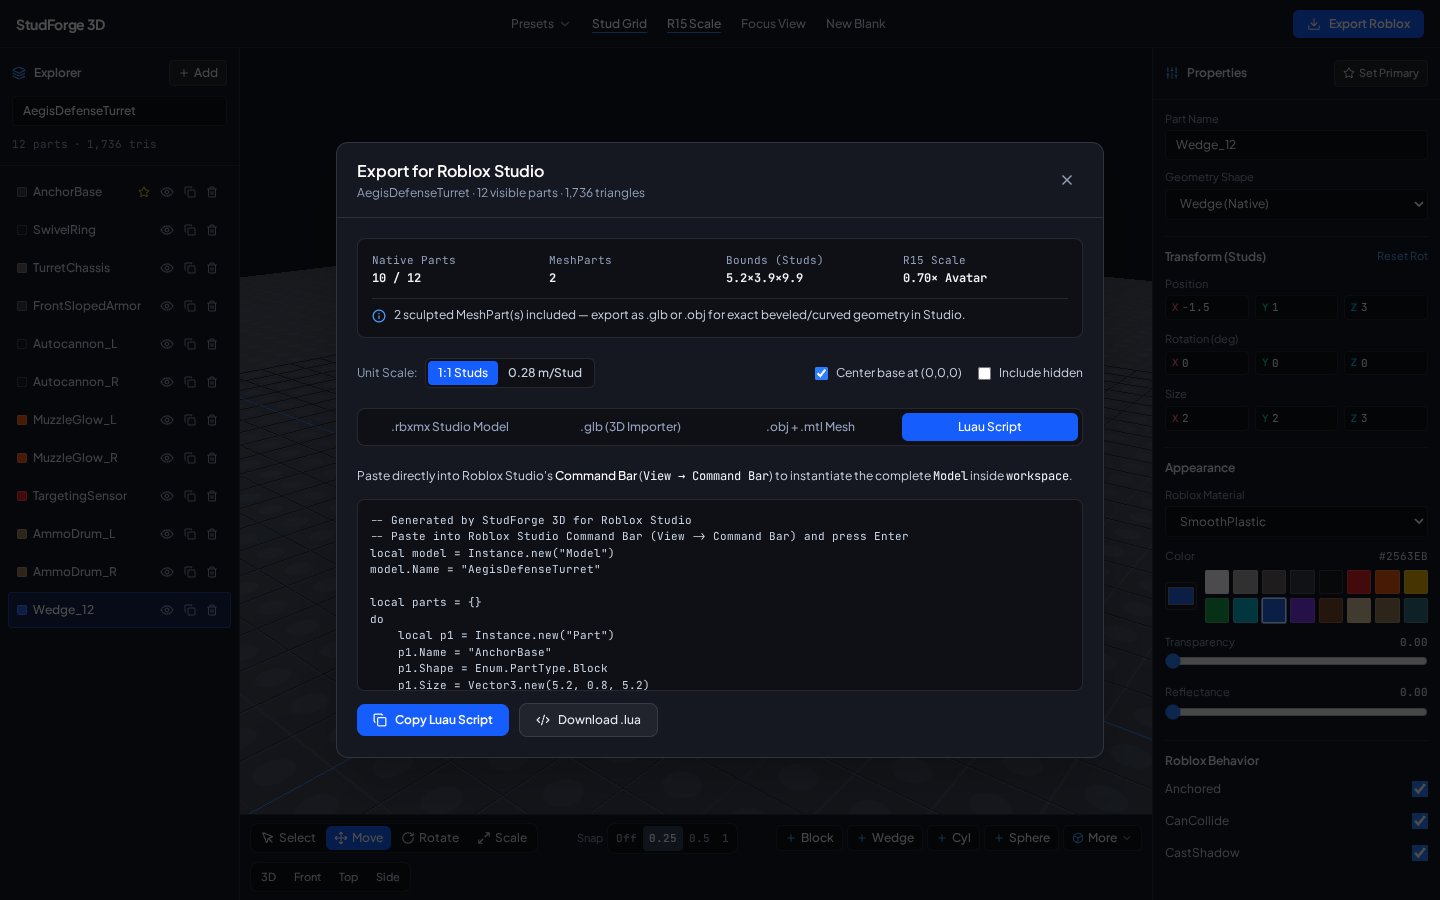 StudForge 3D
Presets
Stud Grid
R15 Scale
Focus View
New Blank
Export Roblox
Explorer
Add
AegisDefenseTurret
12 parts · 1,736 tris
AnchorBase
SwivelRing
TurretChassis
FrontSlopedArmor
Autocannon_L
Autocannon_R
MuzzleGlow_L
MuzzleGlow_R
TargetingSensor
AmmoDrum_L
AmmoDrum_R
Wedge_12
Export for Roblox Studio
AegisDefenseTurret · 12 visible parts · 1,736 triangles
Native Parts
10 / 12
MeshParts
2
Bounds (Studs)
5.2×3.9×9.9
R15 Scale
0.70× Avatar
2 sculpted MeshPart(s) included — export as .glb or .obj for exact beveled/curved geometry in Studio.
Unit Scale:
1:1 Studs
0.28 m/Stud
Center base at (0,0,0)
Include hidden
.rbxmx Studio Model
.glb (3D Importer)
.obj + .mtl Mesh
Luau Script
Paste directly into Roblox Studio's Command Bar (View → Command Bar) to instantiate the complete Model inside workspace.
-- Generated by StudForge 3D for Roblox Studio
-- Paste into Roblox Studio Command Bar (View -> Command Bar) and press Enter
local model = Instance.new("Model")
model.Name = "AegisDefenseTurret"
local parts = {}
do
local p1 = Instance.new("Part")
p1.Name = "AnchorBase"
p1.Shape = Enum.PartType.Block
p1.Size = Vector3.new(5.2, 0.8, 5.2)
Copy Luau Script
Download .lua
Select
Move
Rotate
Scale
Snap
Off
0.25
0.5
1
+ Block
+ Wedge
+ Cyl
+ Sphere
More
3D
Front
Top
Side
Properties
Set Primary
Part Name
Wedge_12
Geometry Shape
Wedge (Native)
Transform (Studs)
Reset Rot
Position
X -1.5
Y 1
Z 3
Rotation (deg)
X 0
Y 0
Z 0
Size
X 2
Y 2
Z 3
Appearance
Roblox Material
SmoothPlastic
Color
#2563EB
Transparency
0.00
Reflectance
0.00
Roblox Behavior
Anchored
CanCollide
CastShadow